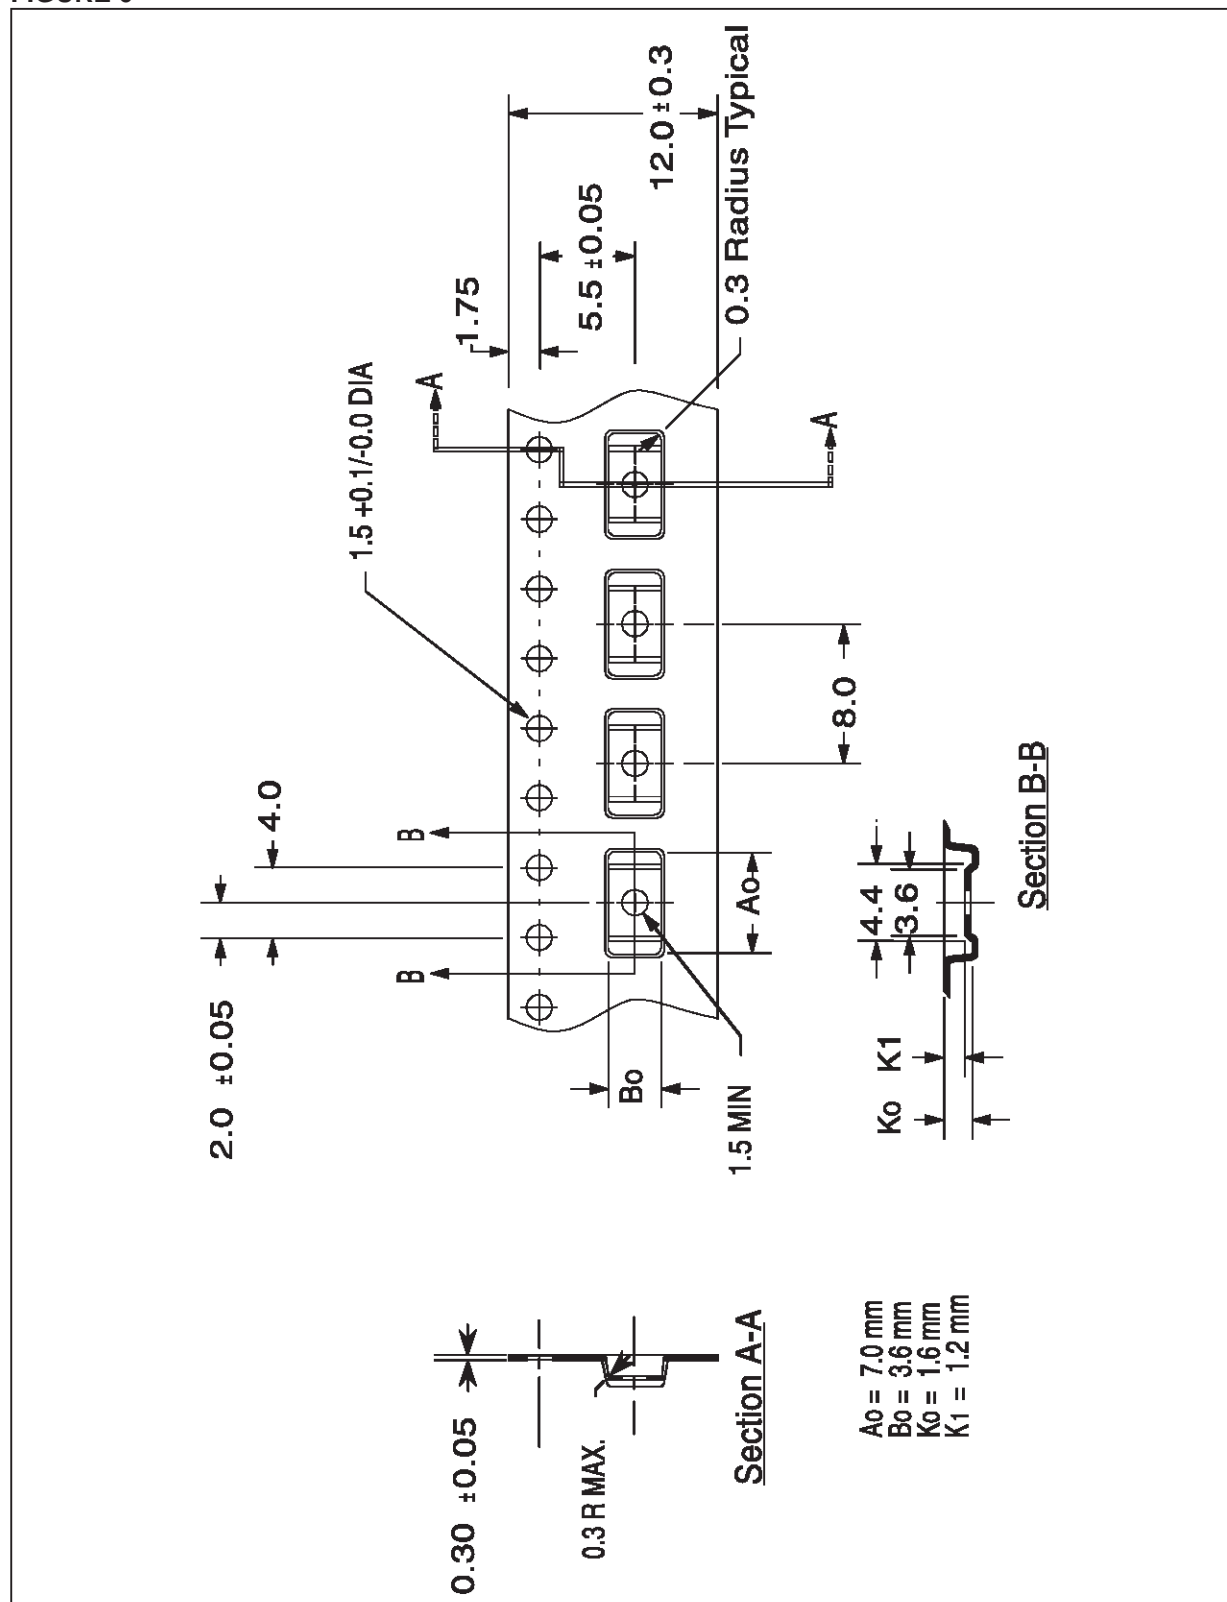 2.0 ±0.05
4.0
1.5 +0.1/-0.0 DIA
1.75
5.5 ±0.05
12.0 ±0.3
A
A
B
B
0.3 Radius Typical
Bo
Ao
8.0
1.5 MIN
Ko
K1
4.4
3.6
Section B-B
0.30 ±0.05
0.3 R MAX.
Section A-A
Ao = 7.0 mm
Bo = 3.6 mm
Ko = 1.6 mm
K1 = 1.2 mm